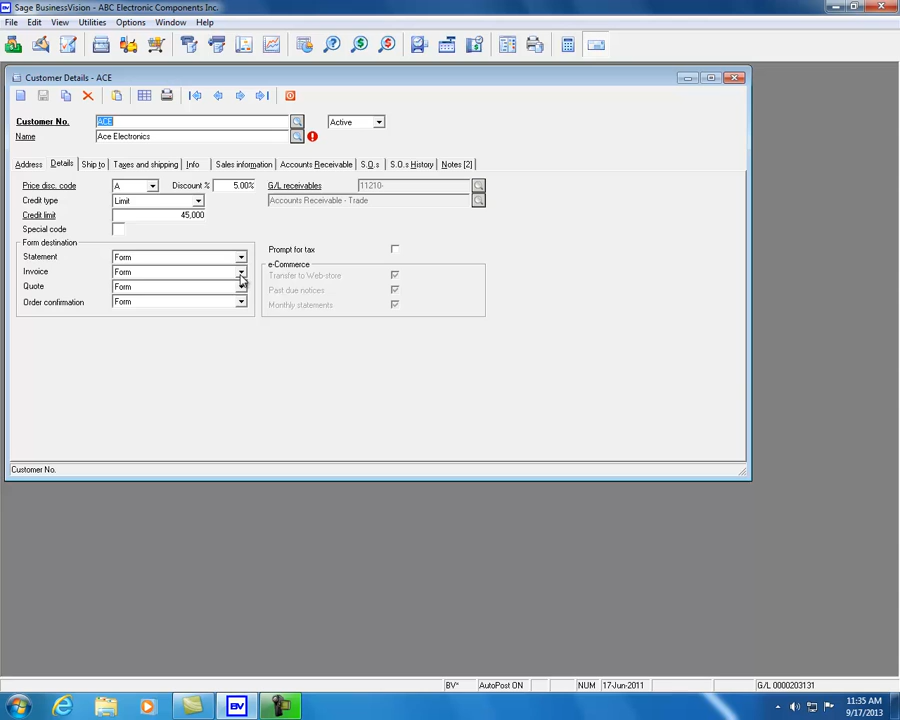 Sage BusinessVision - ABC Electronic Components Inc.
File Edit View Utilities Options Window Help
Customer Details - ACE
Customer No. ACE Active
Name Ace Electronics
Address Details Ship to Taxes and shipping Info Sales information Accounts Receivable S.O.s S.O.s History Notes [2]
Price disc. code A Discount % 5.00% G/L receivables 11210-
Credit type Limit Accounts Receivable - Trade
Credit limit 45,000
Special code
Form destination
Statement Form Prompt for tax
e-Commerce
Invoice Form Transfer to Web-store
Quote Form Past due notices
Order confirmation Form Monthly statements
Customer No.
BV* AutoPost ON NUM 17-Jun-2011 G/L 0000203131
BV
11:35 AM
9/17/2013